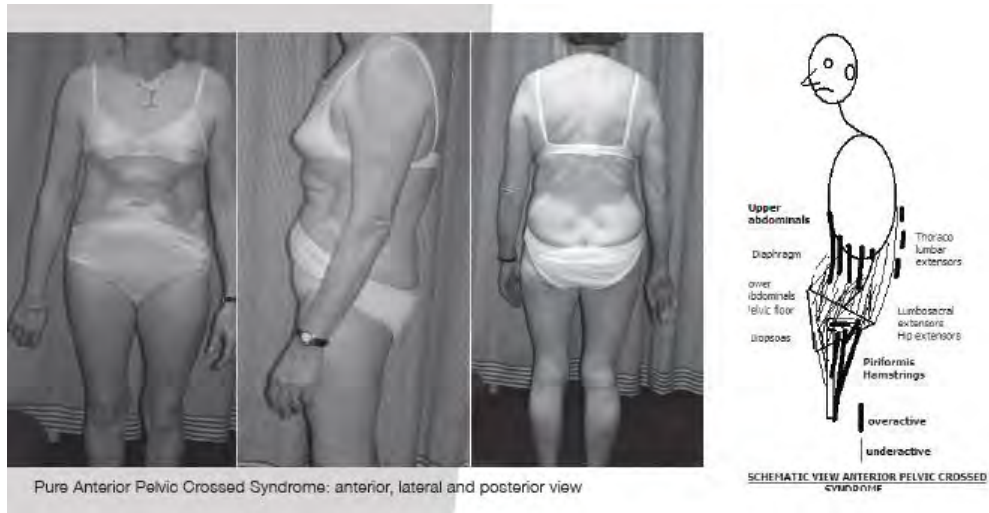 Upper
abdominals
Diaphragm
ower
bdominals
elvic floor
Iliopsoas
Thoraco
lumbar
extensors
Lumbosacral
extensors
Hip extensors
Piriformis
Hamstrings
overactive
underactive
SCHEMATIC VIEW ANTERIOR PELVIC CROSSED
SYNDROME
Pure Anterior Pelvic Crossed Syndrome: anterior, lateral and posterior view